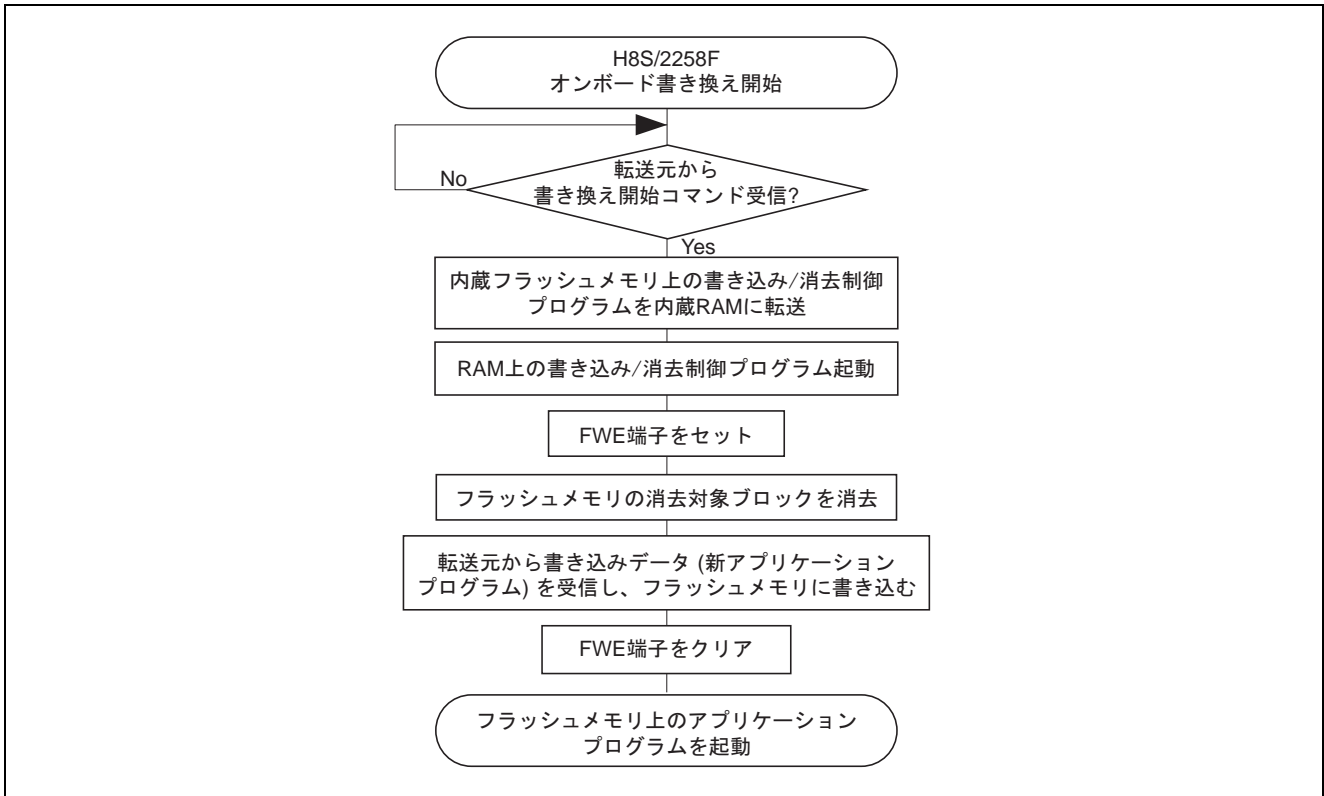 H8S/2258F
オンボード書き換え開始
転送元から
No
書き換え開始コマンド受信?
Yes
内蔵フラッシュメモリ上の書き込み/消去制御
プログラムを内蔵RAMに転送
RAM上の書き込み/消去制御プログラム起動
FWE端子をセット
フラッシュメモリの消去対象ブロックを消去
転送元から書き込みデータ (新アプリケーション
プログラム) を受信し、フラッシュメモリに書き込む
FWE端子をクリア
フラッシュメモリ上のアプリケーション
プログラムを起動